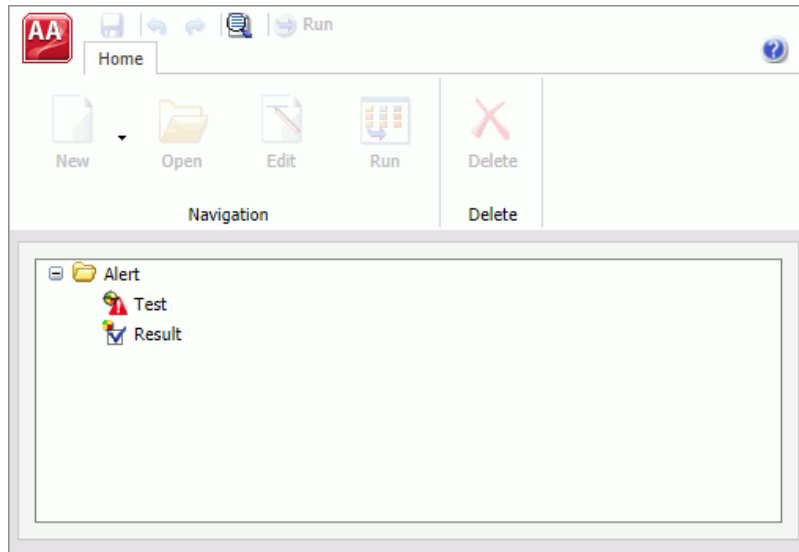 AA
Run
Home
New Open Edit Run Delete
Navigation Delete
Alert
Test
Result